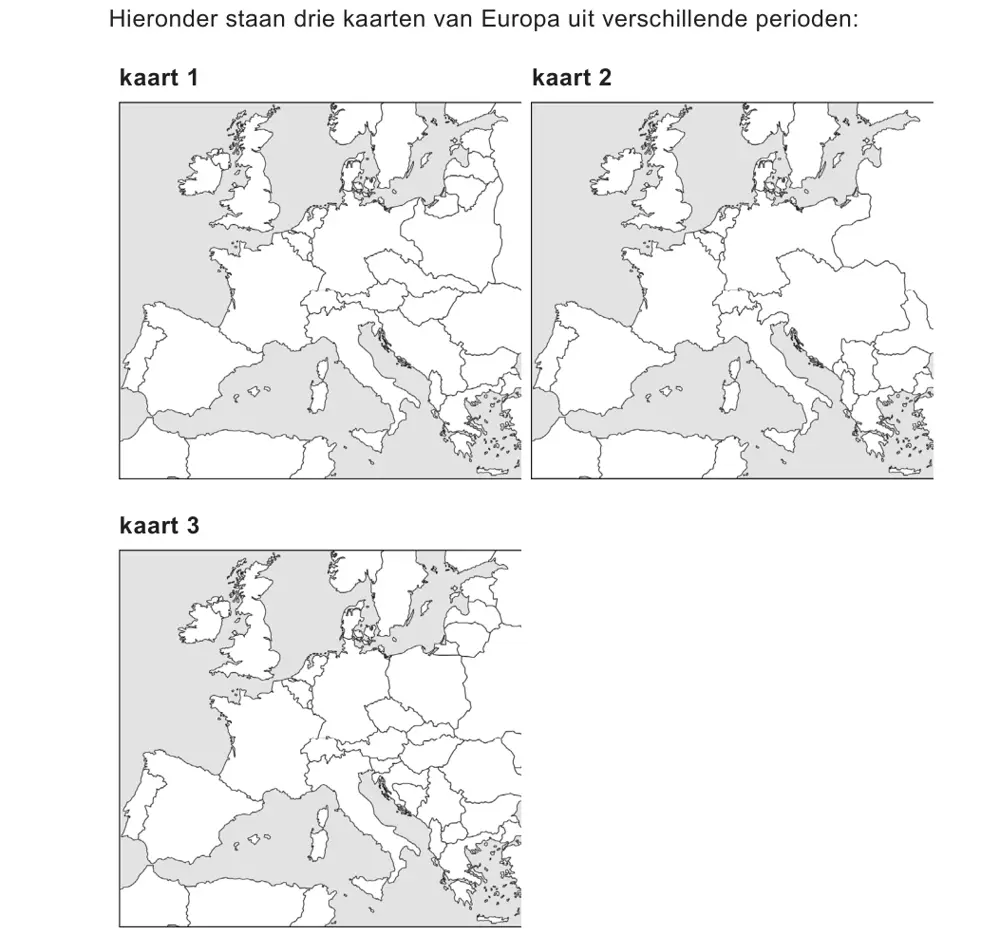 Hieronder staan drie kaarten van Europa uit verschillende perioden:
kaart 1
kaart 2
kaart 3